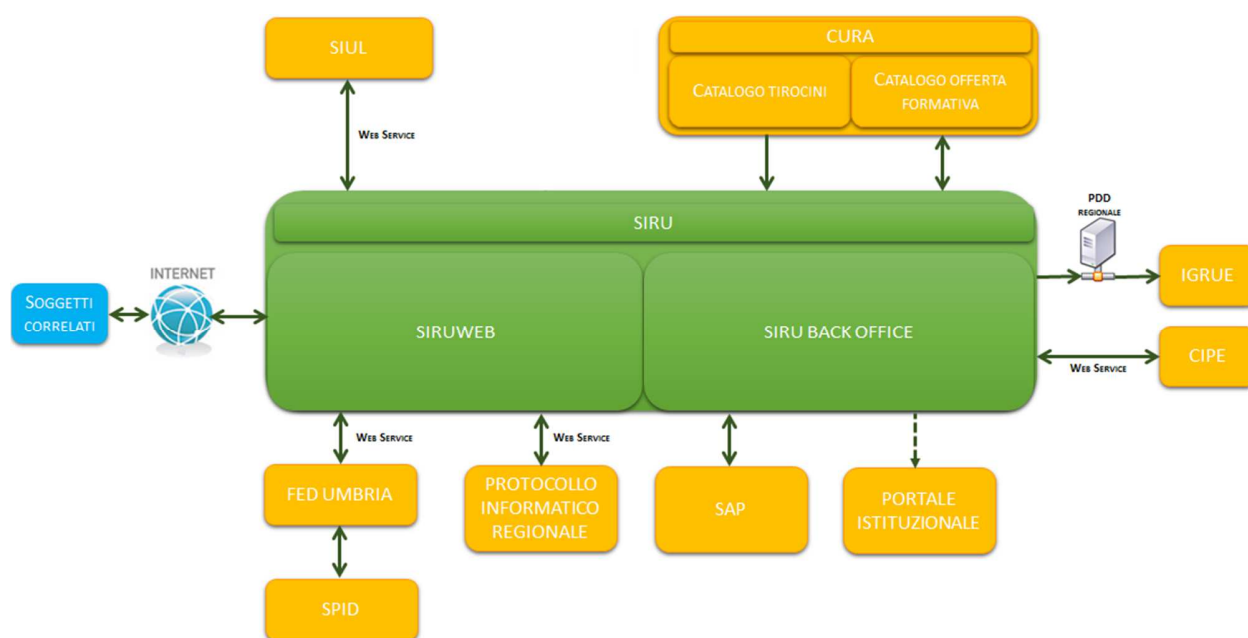 SIUL
CURA
CATALOGO TIROCINI
CATALOGO OFFERTA
FORMATIVA
WEB SERVICE
PDD
REGIONALE
SIRU
INTERNET
IGRUE
SOGGETTI
CORRELATI
SIRUWEB
SIRU BACK OFFICE
CIPE
WEB SERVICE
WEB SERVICE
WEB SERVICE
FED UMBRIA
PROTOCOLLO
INFORMATICO
REGIONALE
SAP
PORTALE
ISTITUZIONALE
SPID